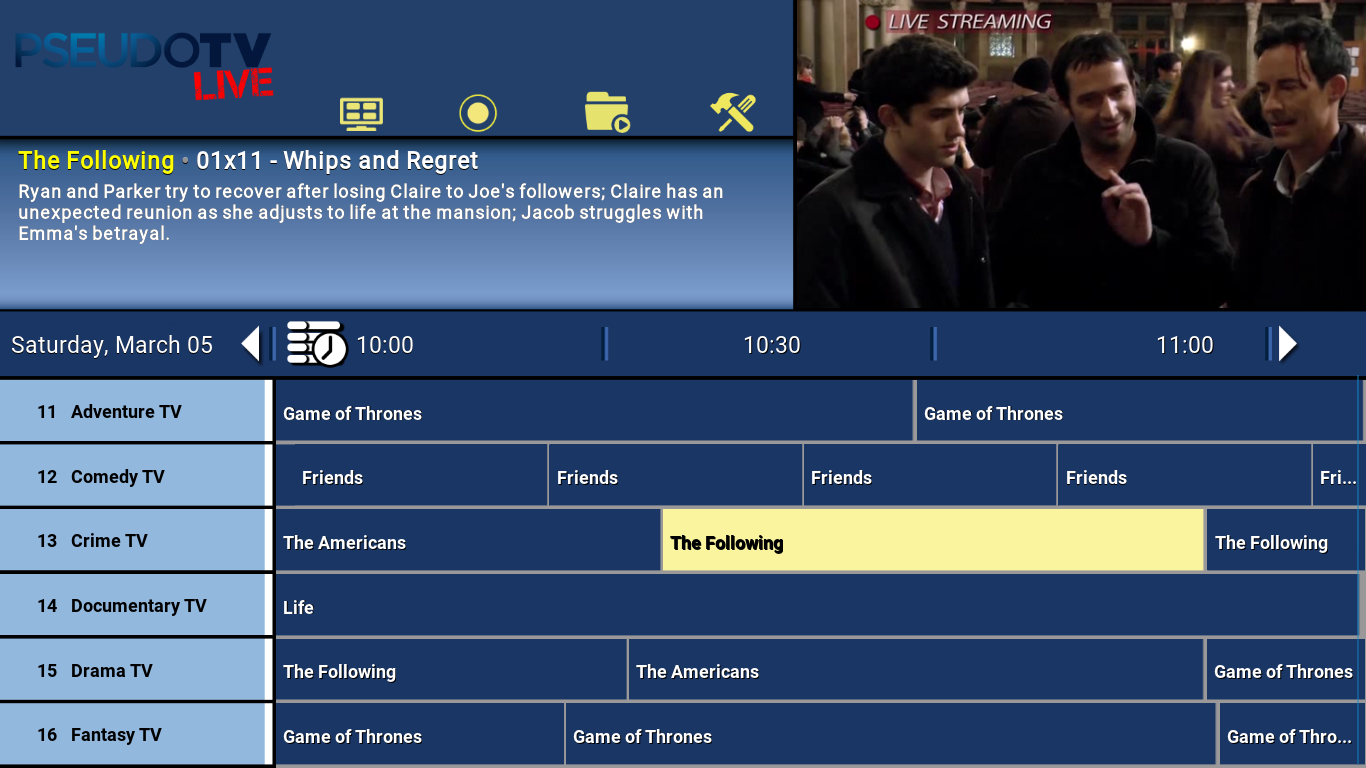 PSEUDOTV
LIVE
LIVE STREAMING
The Following • 01x11 - Whips and Regret
Ryan and Parker try to recover after losing Claire to Joe's followers; Claire has an
unexpected reunion as she adjusts to life at the mansion; Jacob struggles with
Emma's betrayal.
Saturday, March 05 10:00 10:30 11:00
11 Adventure TV Game of Thrones Game of Thrones
12 Comedy TV Friends Friends Friends Friends Fri...
13 Crime TV The Americans The Following The Following
14 Documentary TV Life
15 Drama TV The Following The Americans Game of Thrones
16 Fantasy TV Game of Thrones Game of Thrones Game of Thro...